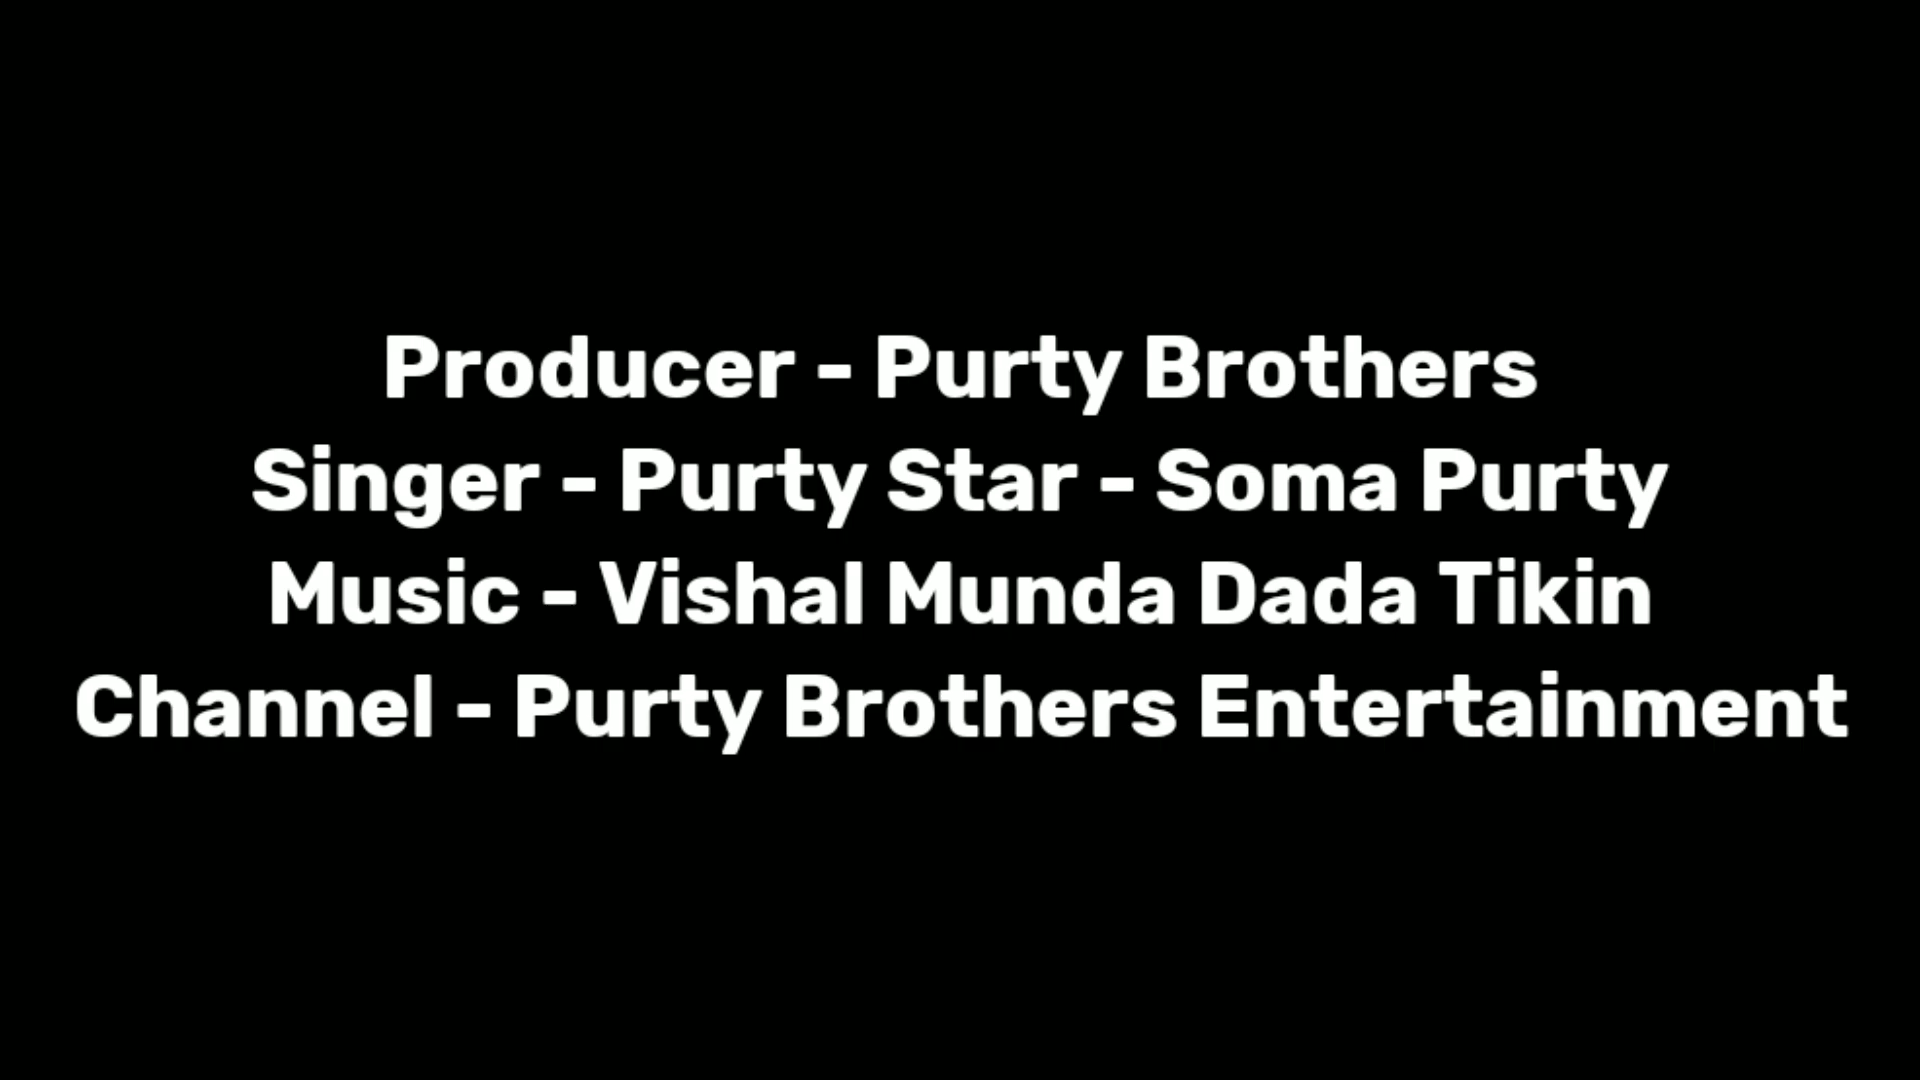 Producer - Purty Brothers
Singer - Purty Star - Soma Purty
Music - Vishal Munda Dada Tikin
Channel - Purty Brothers Entertainment